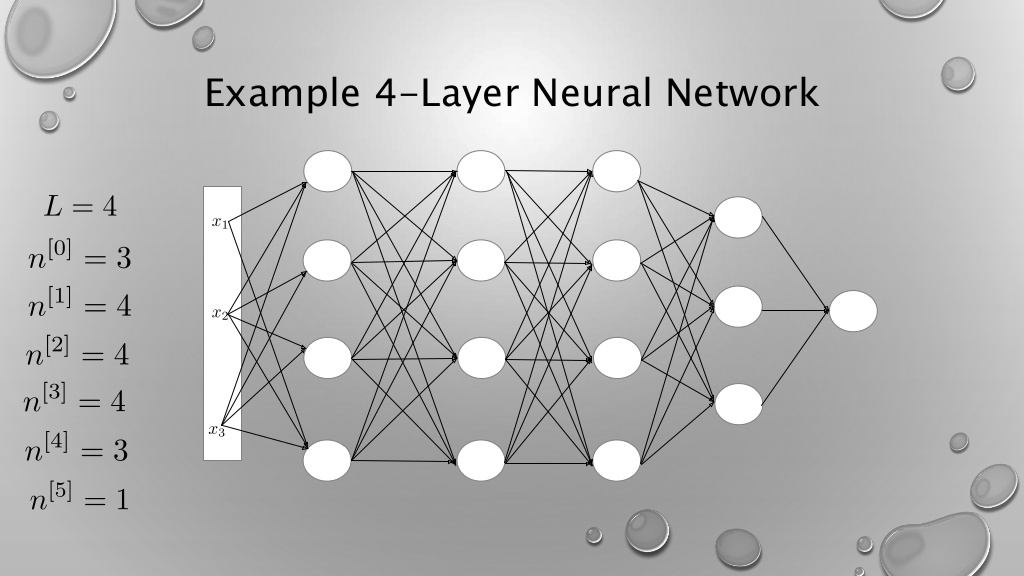 Example 4-Layer Neural Network
L = 4
n^[0] = 3
n^[1] = 4
n^[2] = 4
n^[3] = 4
n^[4] = 3
n^[5] = 1
x₁
x₂
x₃